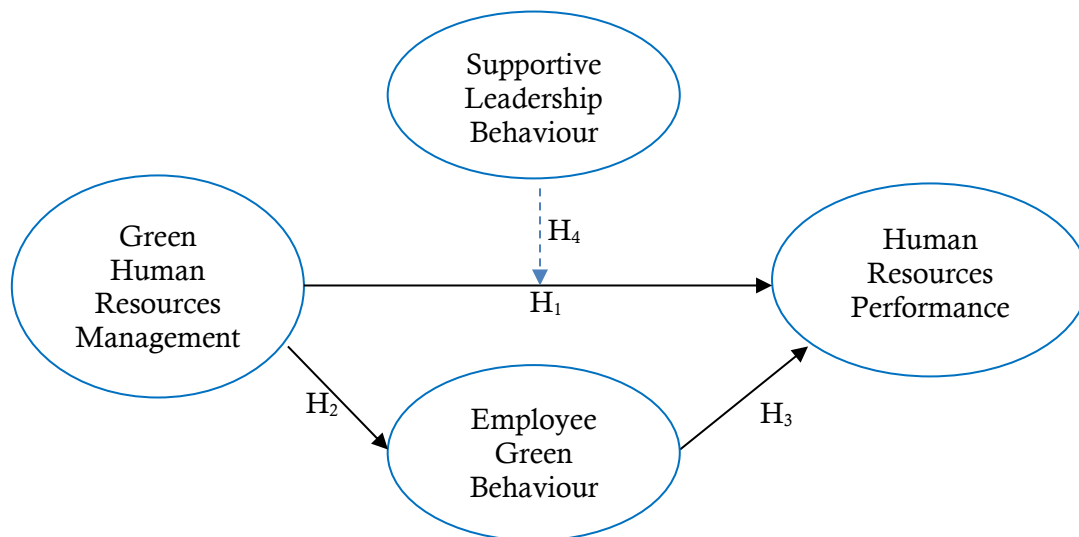 Supportive
Leadership
Behaviour
H₄
Green
Human
Resources
Management
Human
Resources
Performance
H₁
H₂
Employee
Green
Behaviour
H₃